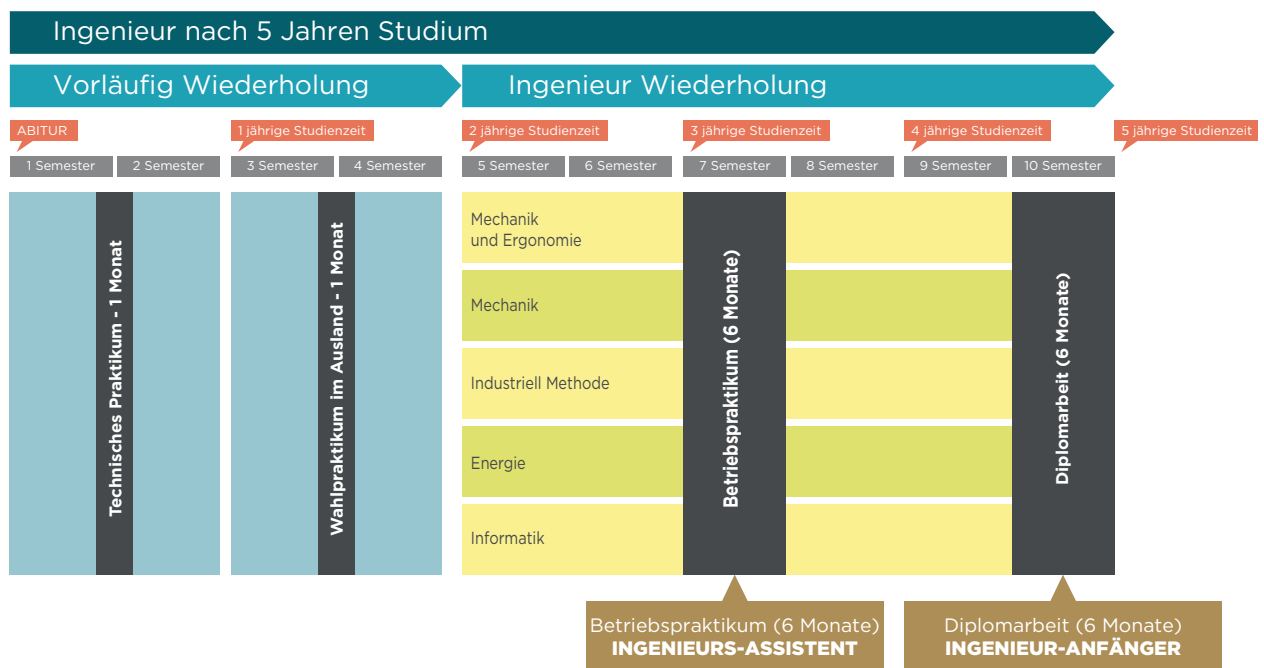 Ingenieur nach 5 Jahren Studium
Vorläufig Wiederholung
Ingenieur Wiederholung
ABITUR
1 jährige Studienzeit
2 jährige Studienzeit
3 jährige Studienzeit
4 jährige Studienzeit
5 jährige Studienzeit
1 Semester
2 Semester
3 Semester
4 Semester
5 Semester
6 Semester
7 Semester
8 Semester
9 Semester
10 Semester
Technisches Praktikum - 1 Monat
Wahlpraktikum im Ausland - 1 Monat
Mechanik
und Ergonomie
Mechanik
Industriell Methode
Energie
Informatik
Betriebspraktikum (6 Monate)
Diplomarbeit (6 Monate)
Betriebspraktikum (6 Monate)
INGENIEURS-ASSISTENT
Diplomarbeit (6 Monate)
INGENIEUR-ANFÄNGER